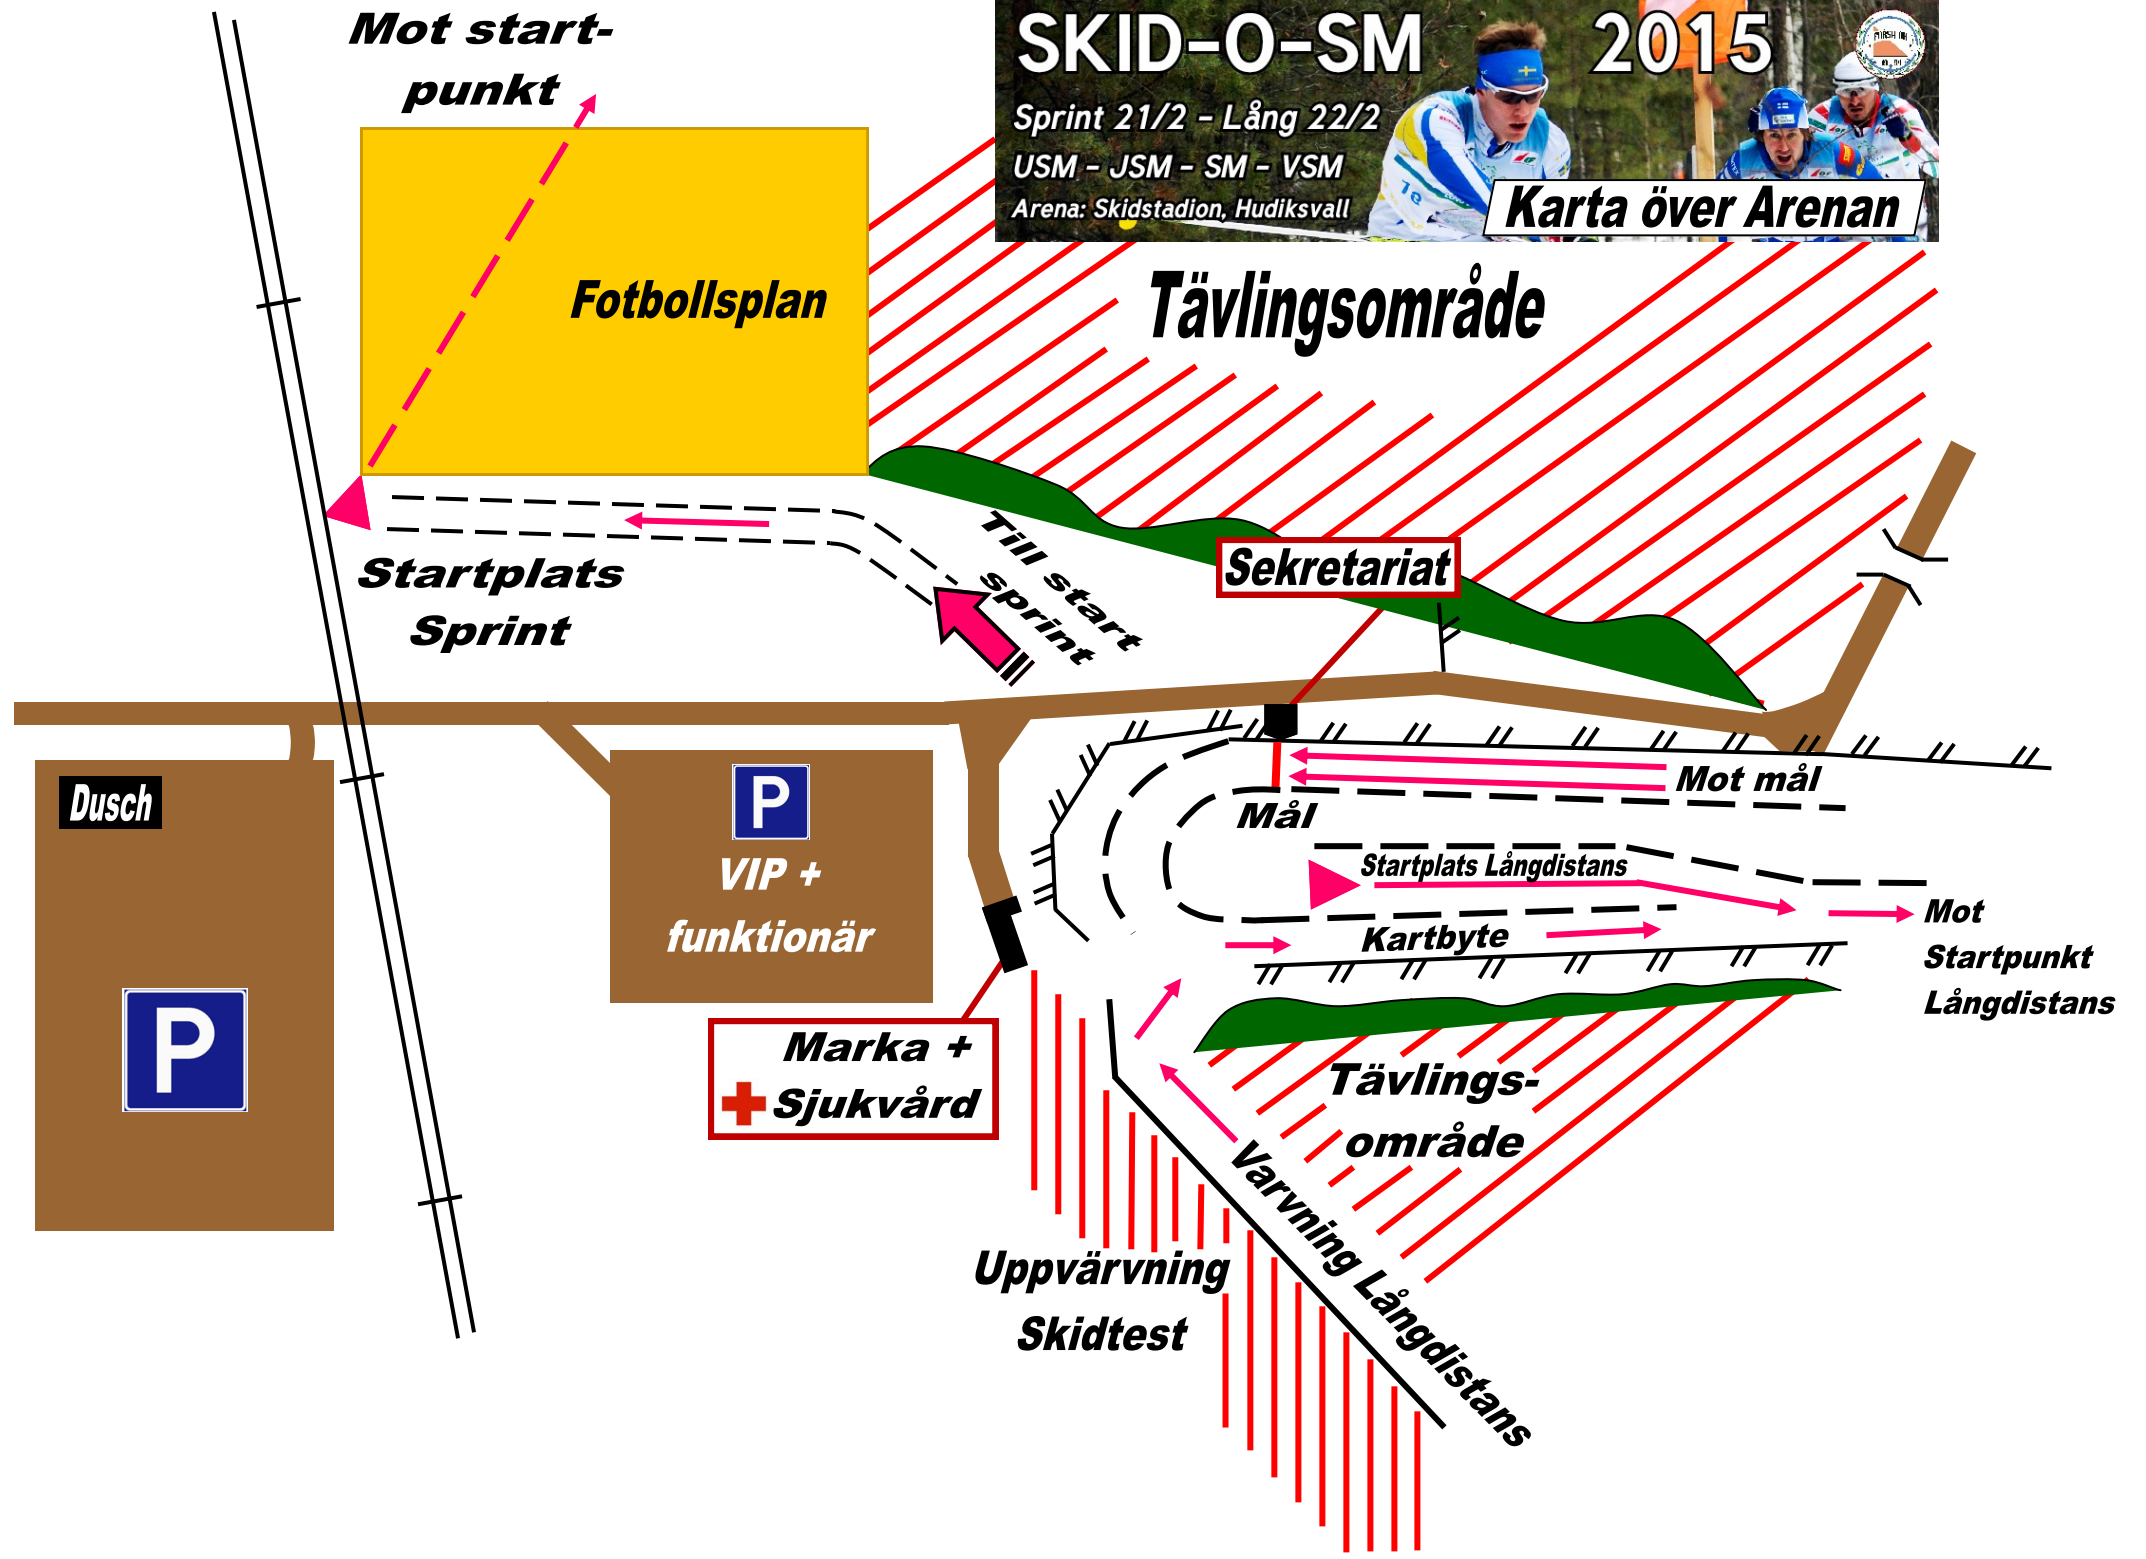 Mot start-
punkt
SKID-O-SM 2015
Sprint 21/2 - Lång 22/2
USM - JSM - SM - VSM
Arena: Skidstadion, Hudiksvall
Karta över Arenan
Fotbollsplan
Tävlingsområde
Startplats
Sprint
Till start
sprint
Sekretariat
Dusch
P
VIP +
funktionär
P
Mot mål
Mål
Startplats Långdistans
Kartbyte
Mot
Startpunkt
Långdistans
Marka +
Sjukvård
Tävlings-
område
Varvning Långdistans
Uppvärvning
Skidtest